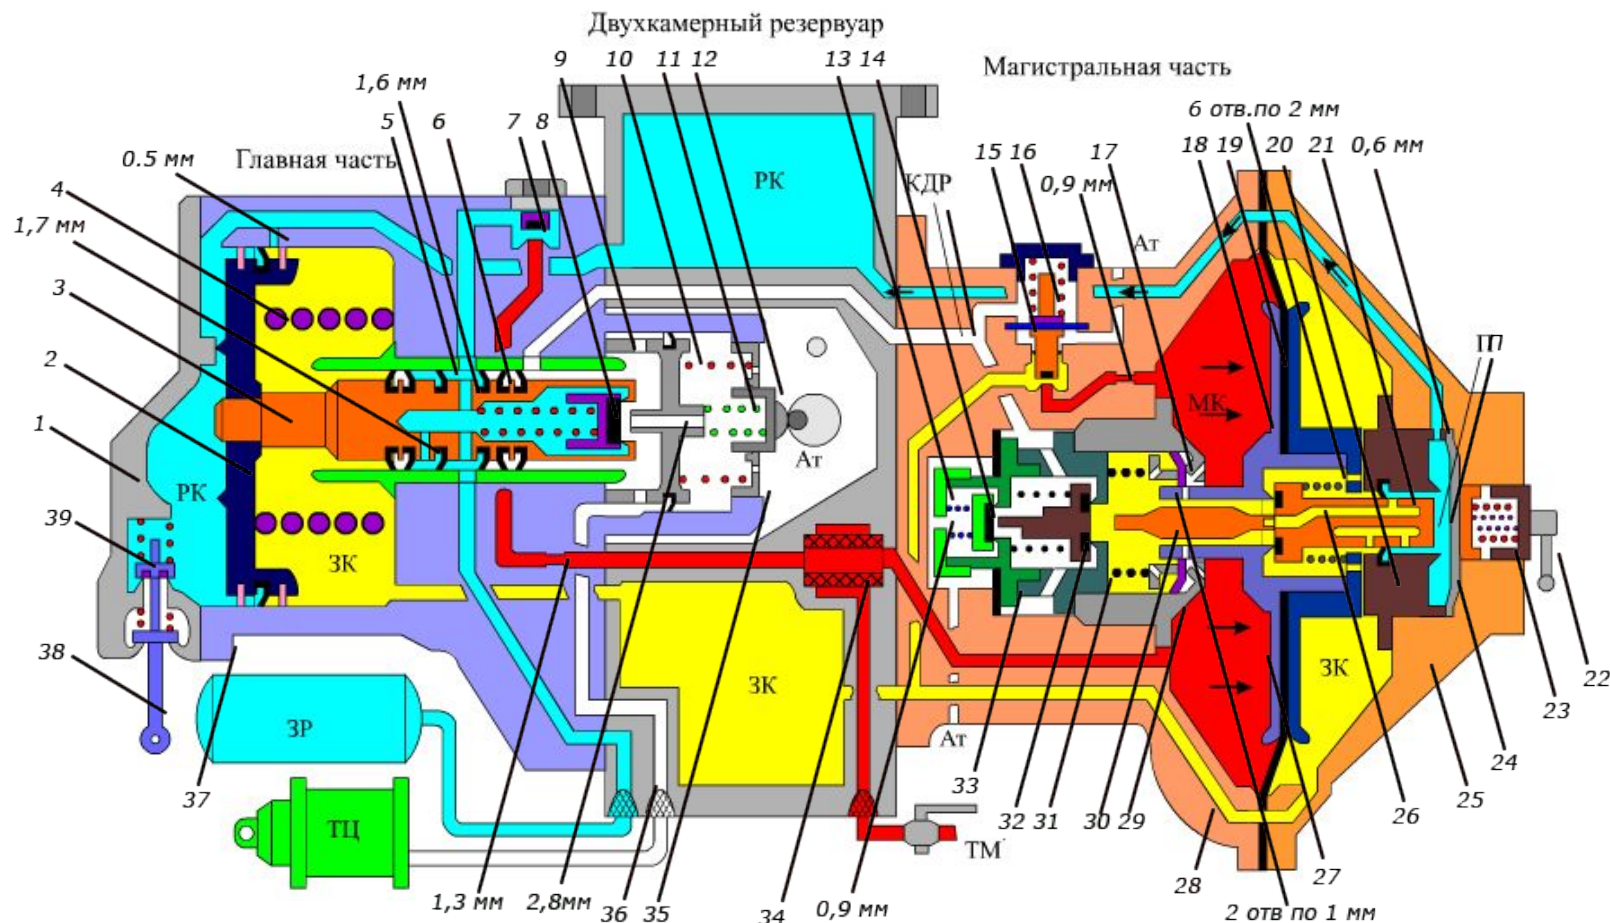 Двухкамерный резервуар
9
10
11
12
13
14
Магистральная часть
1,6 мм
6 отв.по 2 мм
5
6
7
8
КДР
15
16
17
18
19
20
21
0,6 мм
0.5 мм
Главная часть
0,9 мм
4
1,7 мм
РК
Ат
3
2
ПП
1
МК
Ат
РК
39
ЗК
38
ЗК
ЗК
22
23
ЗР
Ат
24
37
33
25
ТЦ
32
31
30
29
26
ТМ
28
27
1,3 мм
2,8мм
36
35
34
0,9 мм
2 отв по 1 мм